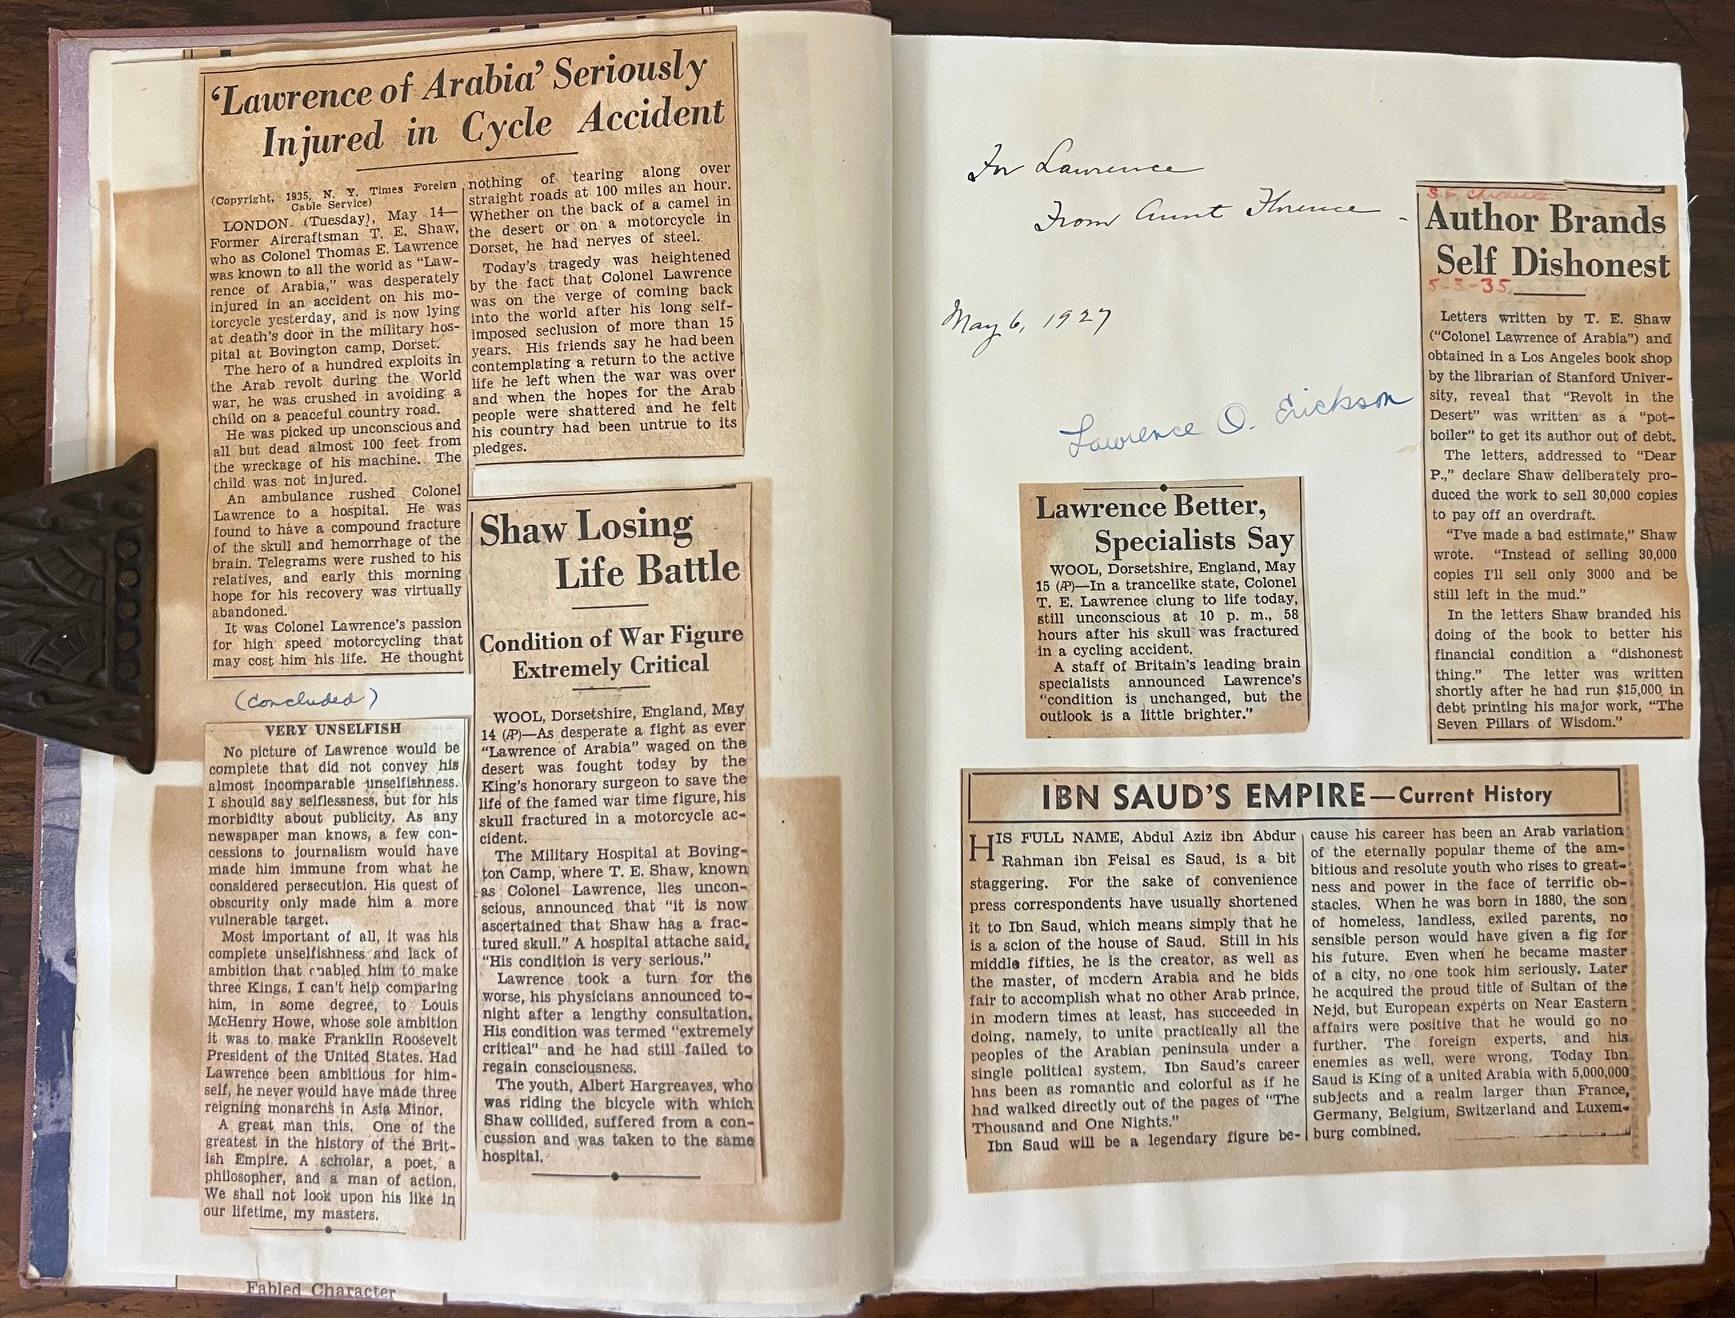 ‘Lawrence of Arabia’ Seriously
Injured in Cycle Accident
(Copyright, 1935, N. Y. Times Foreign
Cable Service)
LONDON (Tuesday), May 14—
Former Aircraftsman T. E. Shaw,
who as Colonel Thomas E. Lawrence
was known to all the world as “Law-
rence of Arabia,” was desperately
injured in an accident on his mo-
torcycle yesterday, and is now lying
at death’s door in the military hos-
pital at Bovington camp, Dorset.
The hero of a hundred exploits in
the Arab revolt during the World
war, he was crushed in avoiding a
child on a peaceful country road.
He was picked up unconscious and
all but dead almost 100 feet from
the wreckage of his machine. The
child was not injured.
An ambulance rushed Colonel
Lawrence to a hospital. He was
found to have a compound fracture
of the skull and hemorrhage of the
brain. Telegrams were rushed to his
relatives, and early this morning
hope for his recovery was virtually
abandoned.
It was Colonel Lawrence’s passion
for high speed motorcycling that
may cost him his life. He thought
nothing of tearing along over
straight roads at 100 miles an hour.
Whether on the back of a camel in
the desert or on a motorcycle in
Dorset, he had nerves of steel.
Today’s tragedy was heightened
by the fact that Colonel Lawrence
was on the verge of coming back
into the world after his long self-
imposed seclusion of more than 15
years. His friends say he had been
contemplating a return to the active
life he left when the war was over
and when the hopes for the Arab
people were shattered and he felt
his country had been untrue to its
pledges.
(concluded)
VERY UNSELFISH
No picture of Lawrence would be
complete that did not convey his
almost incomparable unselfishness.
I should say selflessness, but for his
morbidity about publicity. As any
newspaper man knows, a few con-
cessions to journalism would have
made him immune from what he
considered persecution. His quest of
obscurity only made him a more
vulnerable target.
Most important of all, it was his
complete unselfishness and lack of
ambition that enabled him to make
three Kings. I can’t help comparing
him, in some degree, to Louis
McHenry Howe, whose sole ambition
it was to make Franklin Roosevelt
President of the United States. Had
Lawrence been ambitious for him-
self, he never would have made three
reigning monarchs in Asia Minor.
A great man this. One of the
greatest in the history of the Brit-
ish Empire. A scholar, a poet, a
philosopher, and a man of action.
We shall not look upon his like in
our lifetime, my masters.
Fabled Character
Shaw Losing
Life Battle
Condition of War Figure
Extremely Critical
WOOL, Dorsetshire, England, May
14 (AP)—As desperate a fight as ever
“Lawrence of Arabia” waged on the
desert was fought today by the
King’s honorary surgeon to save the
life of the famed war time figure, his
skull fractured in a motorcycle ac-
cident.
The Military Hospital at Boving-
ton Camp, where T. E. Shaw, known
as Colonel Lawrence, lies uncon-
scious, announced that “it is now
ascertained that Shaw has a frac-
tured skull.” A hospital attache said,
“His condition is very serious.”
Lawrence took a turn for the
worse, his physicians announced to-
night after a lengthy consultation.
His condition was termed “extremely
critical” and he had still failed to
regain consciousness.
The youth, Albert Hargreaves, who
was riding the bicycle with which
Shaw collided, suffered from a con-
cussion and was taken to the same
hospital.
For Lawrence
From Aunt Florence -
May 6, 1927
Lawrence O. Erickson
Lawrence Better,
Specialists Say
WOOL, Dorsetshire, England, May
15 (AP)—In a trancelike state, Colonel
T. E. Lawrence clung to life today,
still unconscious at 10 p. m., 58
hours after his skull was fractured
in a cycling accident.
A staff of Britain’s leading brain
specialists announced Lawrence’s
“condition is unchanged, but the
outlook is a little brighter.”
S.F. Chronicle
Author Brands
Self Dishonest
5-3-35
Letters written by T. E. Shaw
(“Colonel Lawrence of Arabia”) and
obtained in a Los Angeles book shop
by the librarian of Stanford Univer-
sity, reveal that “Revolt in the
Desert” was written as a “pot-
boiler” to get its author out of debt.
The letters, addressed to “Dear
P.,” declare Shaw deliberately pro-
duced the work to sell 30,000 copies
to pay off an overdraft.
“I’ve made a bad estimate,” Shaw
wrote. “Instead of selling 30,000
copies I’ll sell only 3000 and be
still left in the mud.”
In the letters Shaw branded his
doing of the book to better his
financial condition a “dishonest
thing.” The letter was written
shortly after he had run $15,000 in
debt printing his major work, “The
Seven Pillars of Wisdom.”
IBN SAUD’S EMPIRE—Current History
HIS FULL NAME, Abdul Aziz ibn Abdur
Rahman ibn Feisal es Saud, is a bit
staggering. For the sake of convenience
press correspondents have usually shortened
it to Ibn Saud, which means simply that he
is a scion of the house of Saud. Still in his
middle fifties, he is the creator, as well as
the master, of modern Arabia and he bids
fair to accomplish what no other Arab prince,
in modern times at least, has succeeded in
doing, namely, to unite practically all the
peoples of the Arabian peninsula under a
single political system. Ibn Saud’s career
has been as romantic and colorful as if he
had walked directly out of the pages of “The
Thousand and One Nights.”
Ibn Saud will be a legendary figure be-
cause his career has been an Arab variation
of the eternally popular theme of the am-
bitious and resolute youth who rises to great-
ness and power in the face of terrific ob-
stacles. When he was born in 1880, the son
of homeless, landless, exiled parents, no
sensible person would have given a fig for
his future. Even when he became master
of a city, no one took him seriously. Later
he acquired the proud title of Sultan of the
Nejd, but European experts on Near Eastern
affairs were positive that he would go no
further. The foreign experts, and his
enemies as well, were wrong. Today Ibn
Saud is King of a united Arabia with 5,000,000
subjects and a realm larger than France,
Germany, Belgium, Switzerland and Luxem-
burg combined.